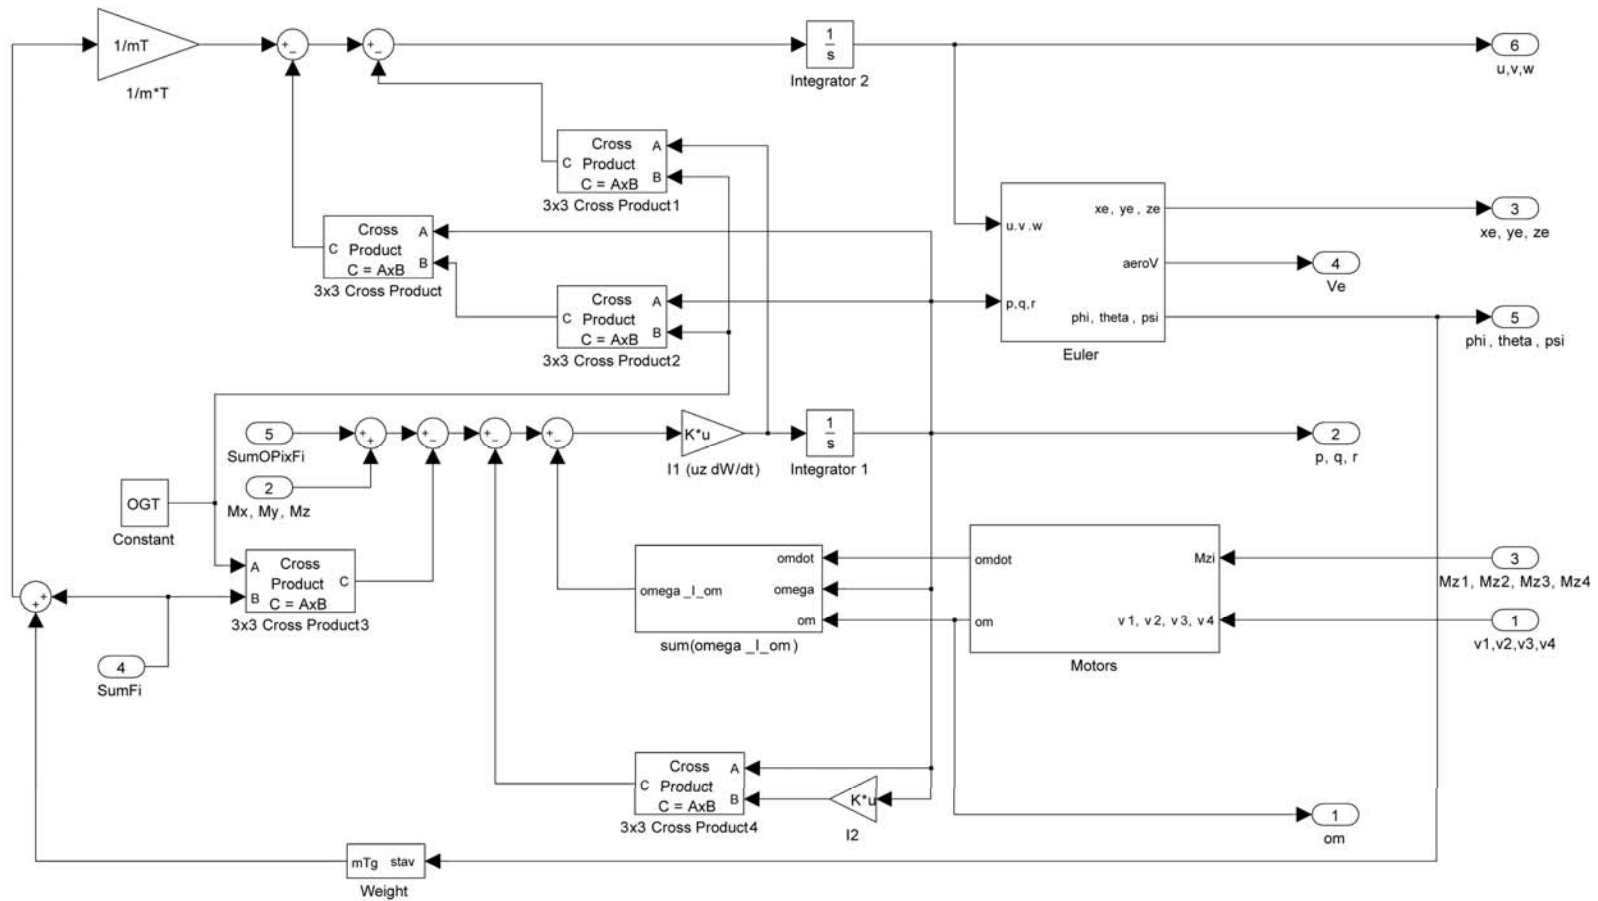 1/mT
1/m*T
+
−
+
−
1
s
Integrator 2
6
u,v,w
Cross
Product
C = AxB
A
B
C
3x3 Cross Product1
Cross
Product
C = AxB
A
B
C
3x3 Cross Product
Cross
Product
C = AxB
A
B
C
3x3 Cross Product2
u.v.w
p,q,r
xe, ye, ze
aeroV
phi, theta, psi
Euler
3
xe, ye, ze
4
Ve
5
phi, theta, psi
5
SumOPixFi
+
+
+
−
+
−
+
−
K*u
I1 (uz dW/dt)
1
s
Integrator 1
2
p, q, r
2
Mx, My, Mz
OGT
Constant
A
B
Cross
Product
C = AxB
C
3x3 Cross Product3
+
+
4
SumFi
omega _I_om
omdot
omega
om
sum(omega _I_om)
omdot
om
Mzi
v1, v2, v3, v4
Motors
3
Mz1, Mz2, Mz3, Mz4
1
v1,v2,v3,v4
Cross
Product
C = AxB
A
B
C
3x3 Cross Product4
K*u
I2
1
om
mTg stav
Weight